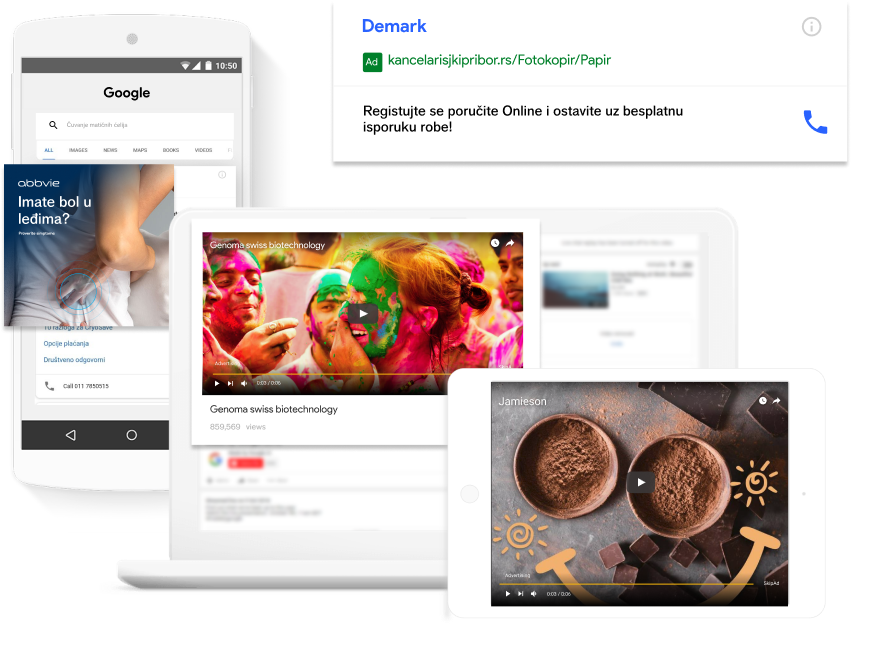 Demark
Ad kancelarisjkipribor.rs/Fotokopir/Papir
Registujte se poručite Online i ostavite uz besplatnu
isporuku robe!
10:50
Google
Čuvanje matičnih ćelija
ALL IMAGES NEWS MAPS BOOKS VIDEOS
abbvie
Imate bol u
leđima?
Proverite simptome
Tu razloga za CryoSave
Opcije plaćanja
Društveno odgovorni
Call 011 7850515
Genoma swiss biotechnology
Advertising
0:03 / 0:06
Genoma swiss biotechnology
859,569 views
Jamieson
Advertising
SkipAd
0:03 / 0:06